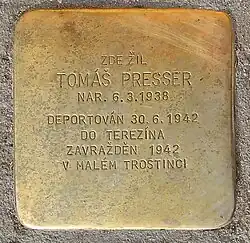 ZDE ŽIL
TOMÁŠ PRESSER
NAR. 6.3.1938
DEPORTOVÁN 30.6.1942
DO TEREZÍNA
ZAVRAŽDĚN 1942
V MALÉM TROSTINCI